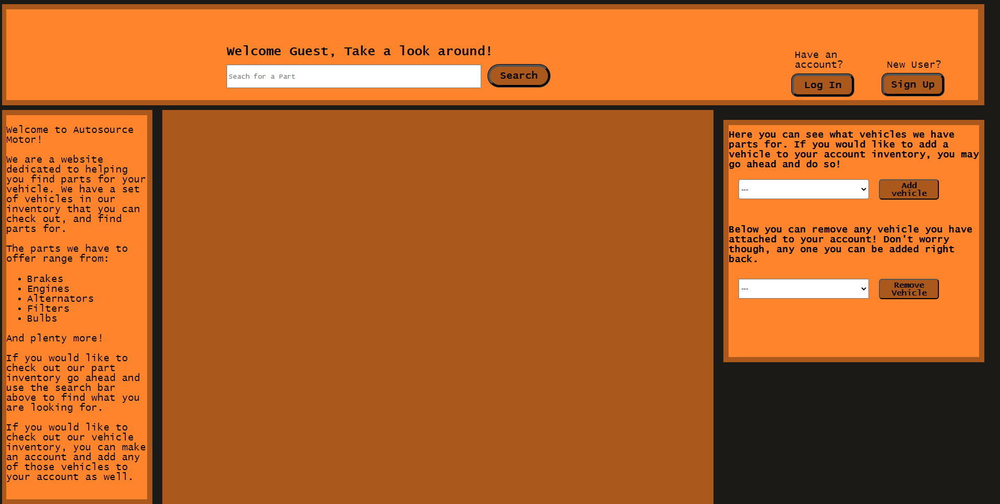 Welcome Guest, Take a look around!
Seach for a Part
Search
Have an
account?
Log In
New User?
Sign Up
Welcome to Autosource
Motor!
We are a website
dedicated to helping
you find parts for your
vehicle. We have a set
of vehicles in our
inventory that you can
check out, and find
parts for.
The parts we have to
offer range from:
• Brakes
• Engines
• Alternators
• Filters
• Bulbs
And plenty more!
If you would like to
check out our part
inventory go ahead and
use the search bar
above to find what you
are looking for.
If you would like to
check out our vehicle
inventory, you can make
an account and add any
of those vehicles to
your account as well.
Here you can see what vehicles we have
parts for. If you would like to add a
vehicle to your account inventory, you may
go ahead and do so!
---
Add
vehicle
Below you can remove any vehicle you have
attached to your account! Don't worry
though, any one you can be added right
back.
---
Remove
Vehicle